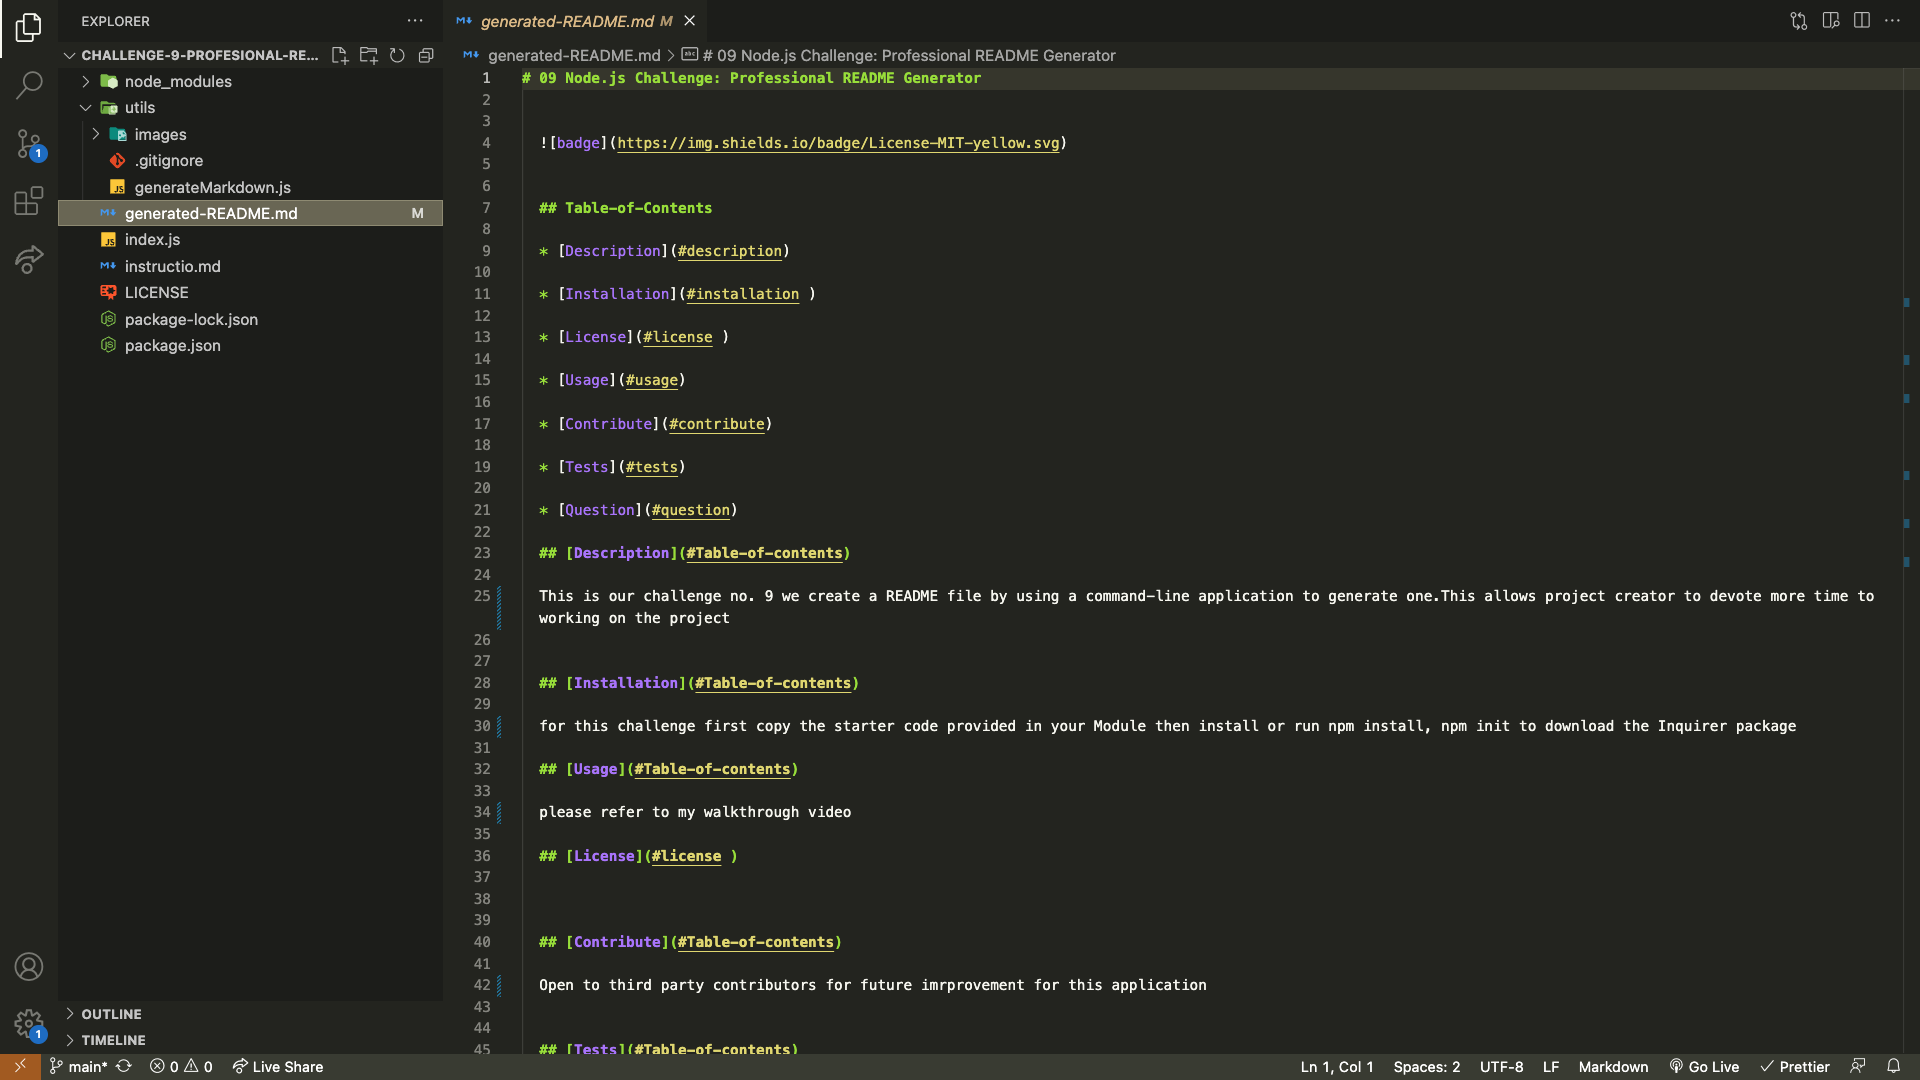 EXPLORER
CHALLENGE-9-PROFESIONAL-RE...
node_modules
utils
images
.gitignore
JS generateMarkdown.js
generated-README.md M
JS index.js
instructio.md
LICENSE
package-lock.json
package.json
OUTLINE
TIMELINE
1
1
generated-README.md M
generated-README.md > abc # 09 Node.js Challenge: Professional README Generator
1 # 09 Node.js Challenge: Professional README Generator
2
3
4 ![badge](https://img.shields.io/badge/License-MIT-yellow.svg)
5
6
7 ## Table-of-Contents
8
9 * [Description](#description)
10
11 * [Installation](#installation )
12
13 * [License](#license )
14
15 * [Usage](#usage)
16
17 * [Contribute](#contribute)
18
19 * [Tests](#tests)
20
21 * [Question](#question)
22
23 ## [Description](#Table-of-contents)
24
25 This is our challenge no. 9 we create a README file by using a command-line application to generate one.This allows project creator to devote more time to
working on the project
26
27
28 ## [Installation](#Table-of-contents)
29
30 for this challenge first copy the starter code provided in your Module then install or run npm install, npm init to download the Inquirer package
31
32 ## [Usage](#Table-of-contents)
33
34 please refer to my walkthrough video
35
36 ## [License](#license )
37
38
39
40 ## [Contribute](#Table-of-contents)
41
42 Open to third party contributors for future imrprovement for this application
43
44
45 ## [Tests](#Table-of-contents)
main* 0 0 Live Share Ln 1, Col 1 Spaces: 2 UTF-8 LF Markdown Go Live Prettier